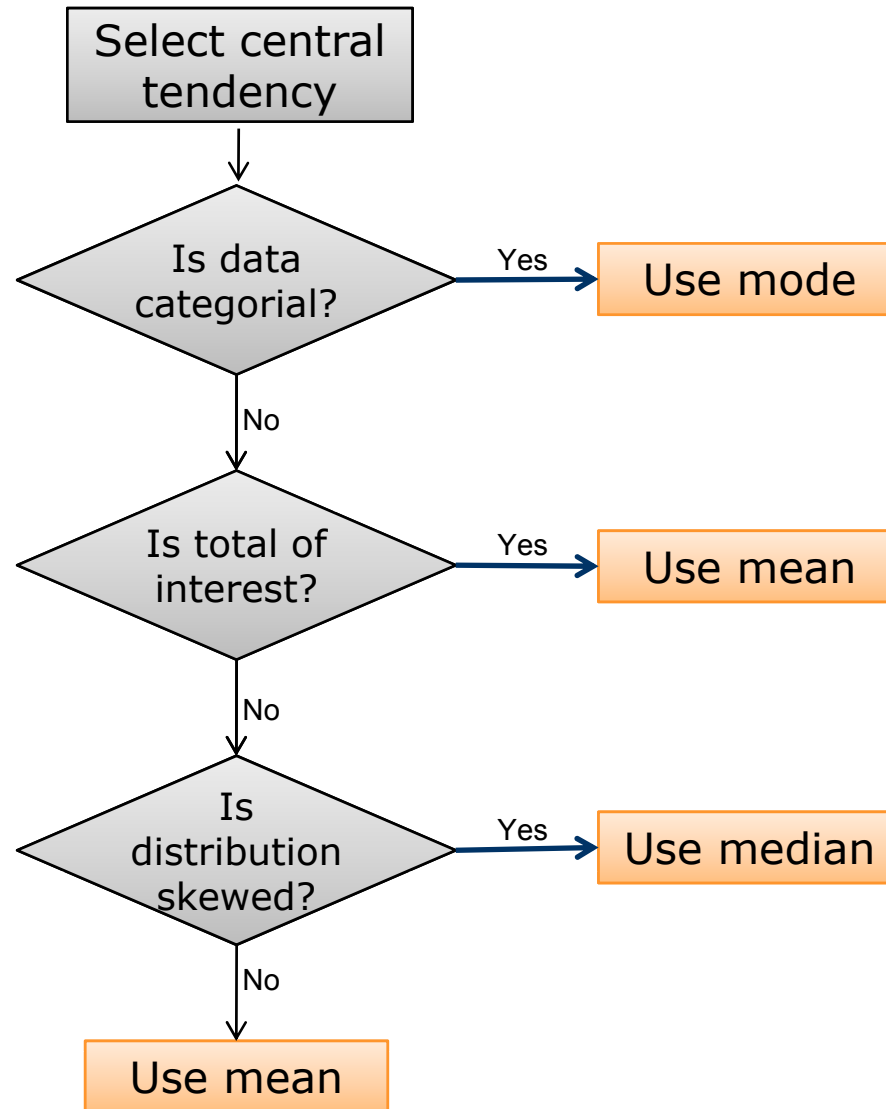 Select central
tendency
Is data
categorial?
Yes
Use mode
No
Is total of
interest?
Yes
Use mean
No
Is
distribution
skewed?
Yes
Use median
No
Use mean